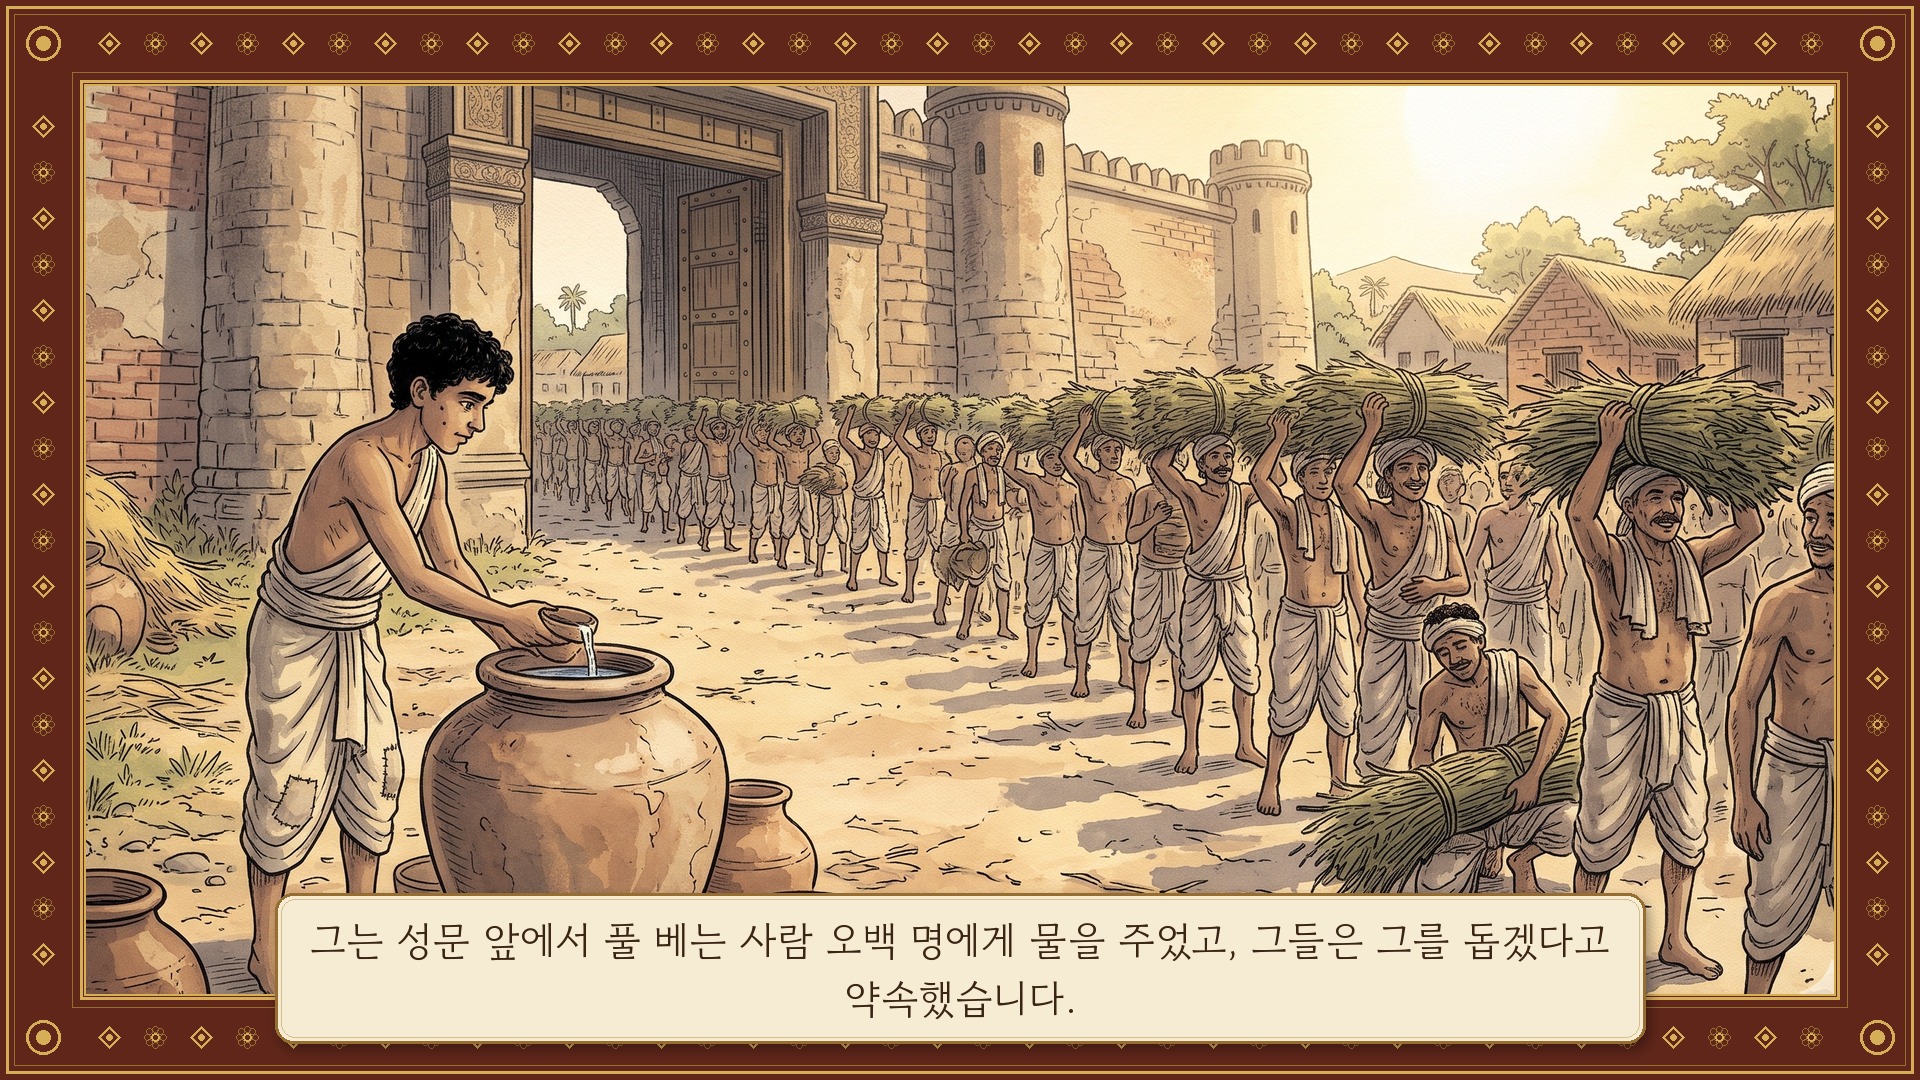 그는 성문 앞에서 풀 베는 사람 오백 명에게 물을 주었고, 그들은 그를 돕겠다고
약속했습니다.